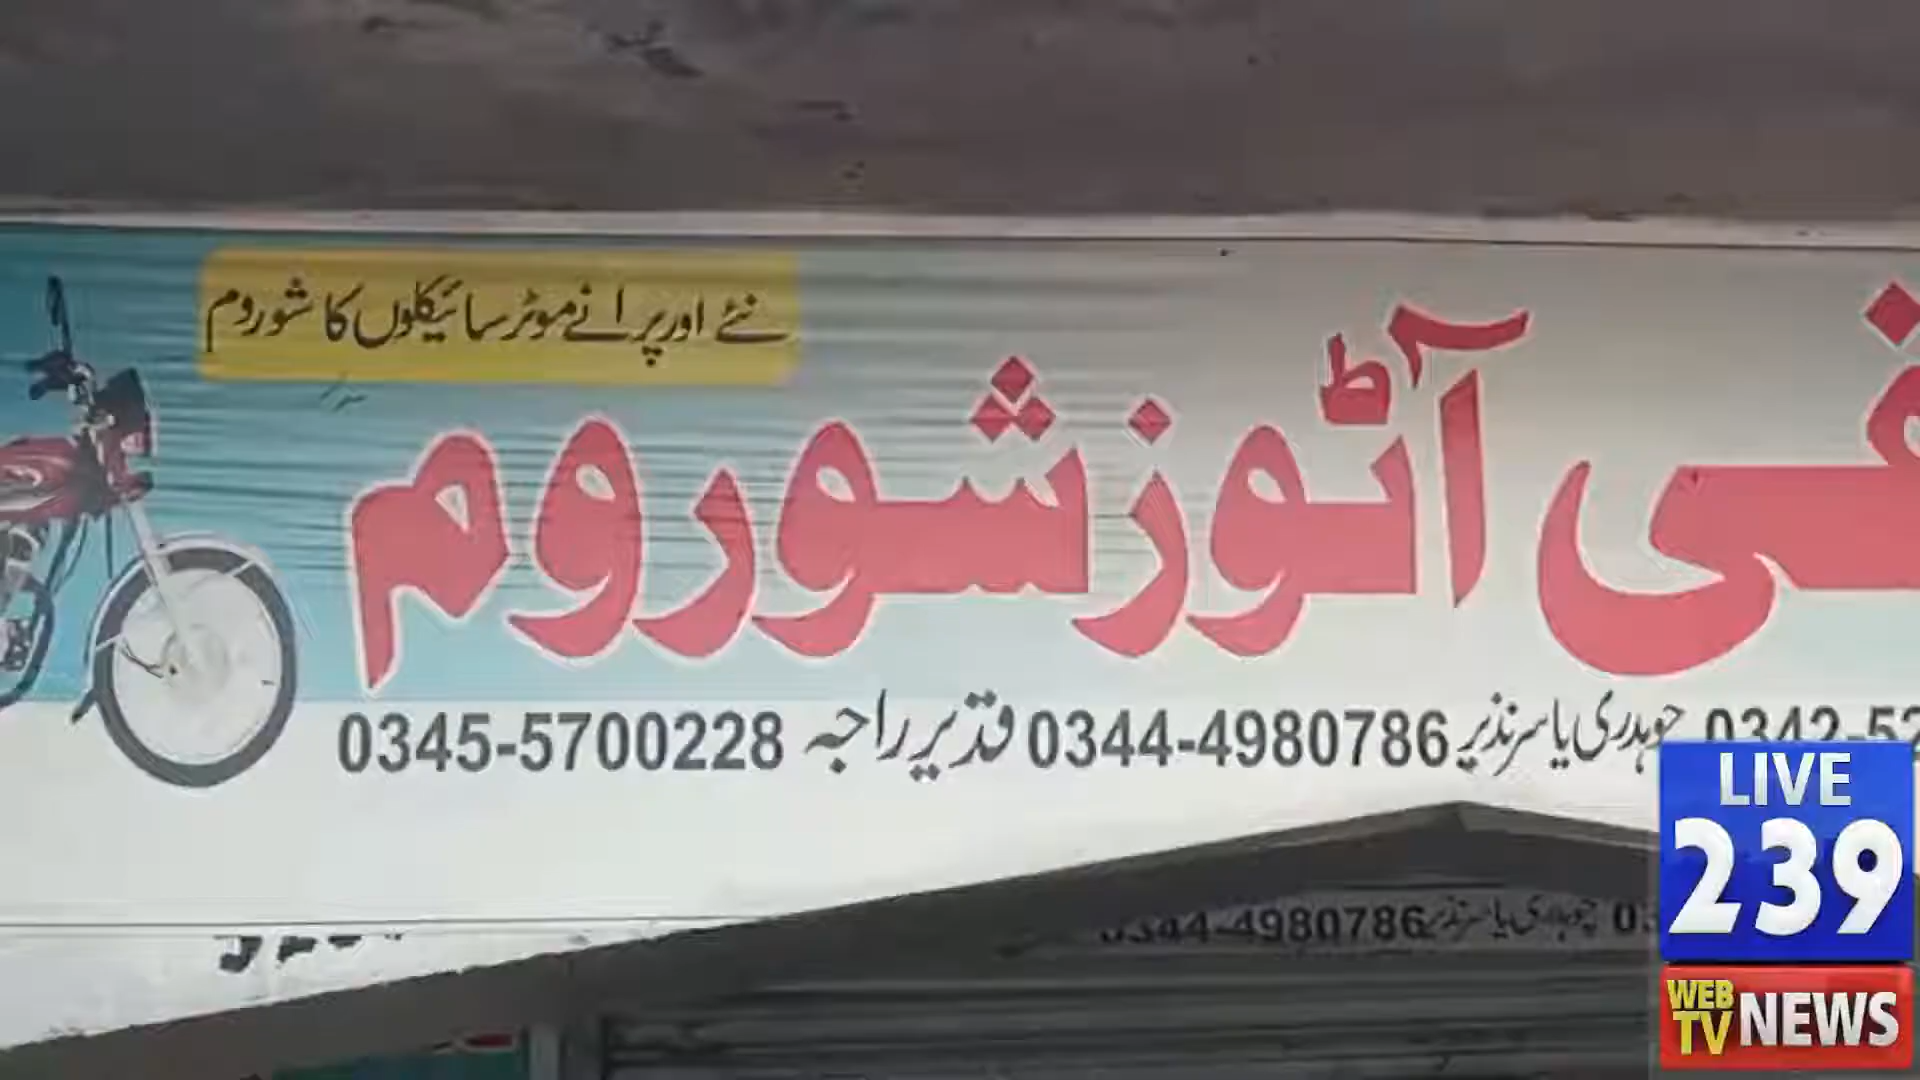 نئے اور پرانے موٹر سائیکلوں کا شوروم
آٹوز شوروم
چوہدری یاسر نذیر 0344-4980786 قدیر راجہ 0345-5700228
0344-4980786 چوہدری یاسر نذیر
LIVE
239
WEB TV NEWS